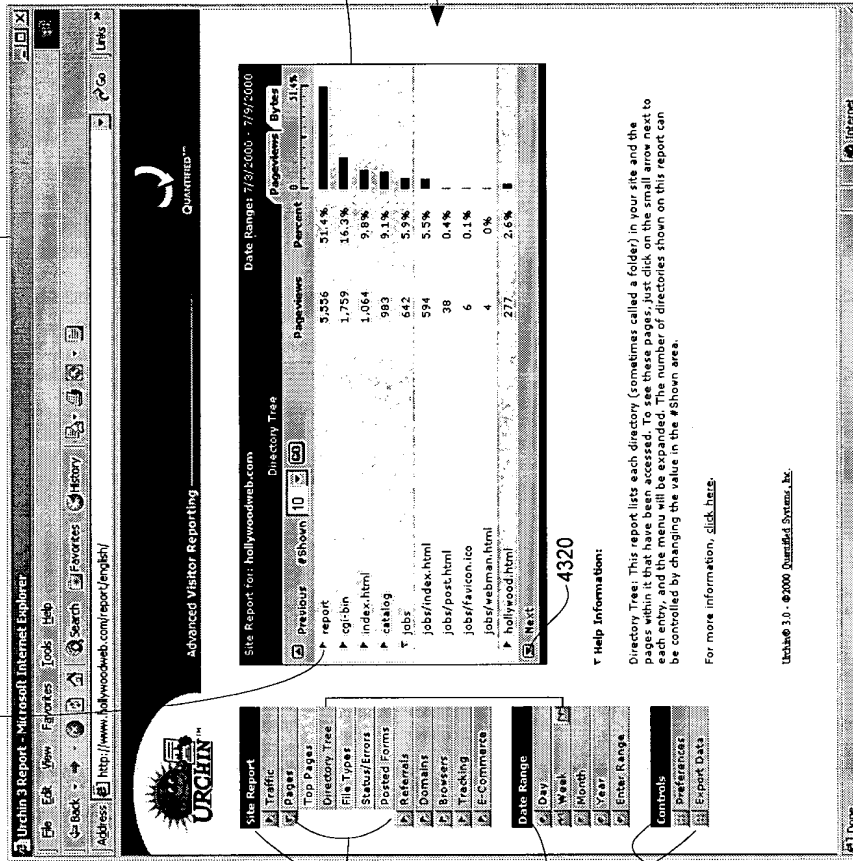 Urchin 3 Report - Microsoft Internet Explorer
File Edit View Favorites Tools Help
Back Search Favorites History
Address http://www.hollywoodweb.com/report/english/ Go Links »
URCHIN™
Advanced Visitor Reporting
QUANTIFIED™
Site Report
Traffic
Pages
Top Pages
Directory Tree
File Types
Status/Errors
Posted Forms
Referrals
Domains
Browsers
Tracking
E-Commerce
Date Range
Day
Week
Month
Year
Enter Range
Controls
Preferences
Export Data
Site Report for: hollywoodweb.com Date Range: 7/3/2000 - 7/9/2000
Directory Tree Pageviews Bytes
Previous #Shown 10 GO Pageviews Percent 0 51.4%
report 5,556 51.4%
cgi-bin 1,759 16.3%
index.html 1,064 9.8%
catalog 983 9.1%
jobs 642 5.9%
jobs/index.html 594 5.5%
jobs/post.html 38 0.4%
jobs/favicon.ico 6 0.1%
jobs/webman.html 4 0%
hollywood.html 277 2.6%
Next
4320
Help Information:
Directory Tree: This report lists each directory (sometimes called a folder) in your site and the
pages within it that have been accessed. To see these pages, just click on the small arrow next to
each entry, and the menu will be expanded. The number of directories shown on this report can
be controlled by changing the value in the #Shown area.
For more information, click here.
Urchin® 3.0 - ©2000 Quantified Systems, Inc.
Done Internet